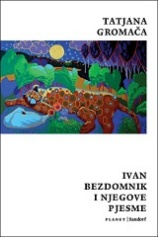 TATJANA
GROMAČA
IVAN
BEZDOMNIK
I NJEGOVE
PJESME
PLANET | Sandorf